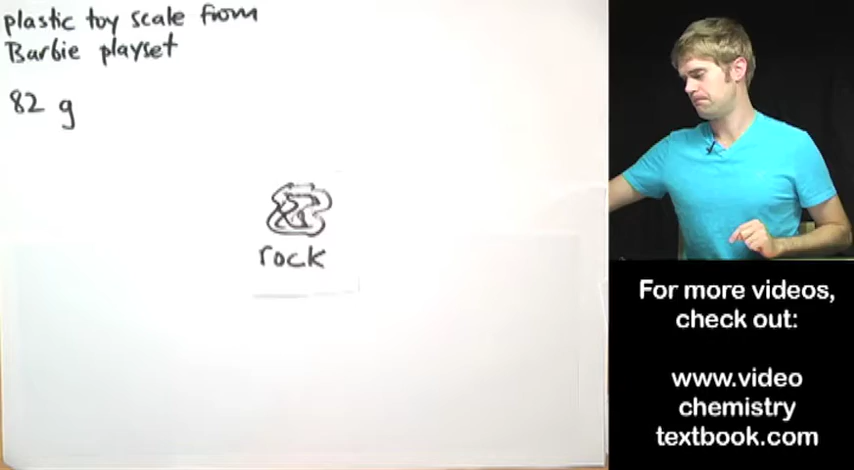 plastic toy scale from
Barbie playset
82 g
rock
For more videos,
check out:
www.video
chemistry
textbook.com